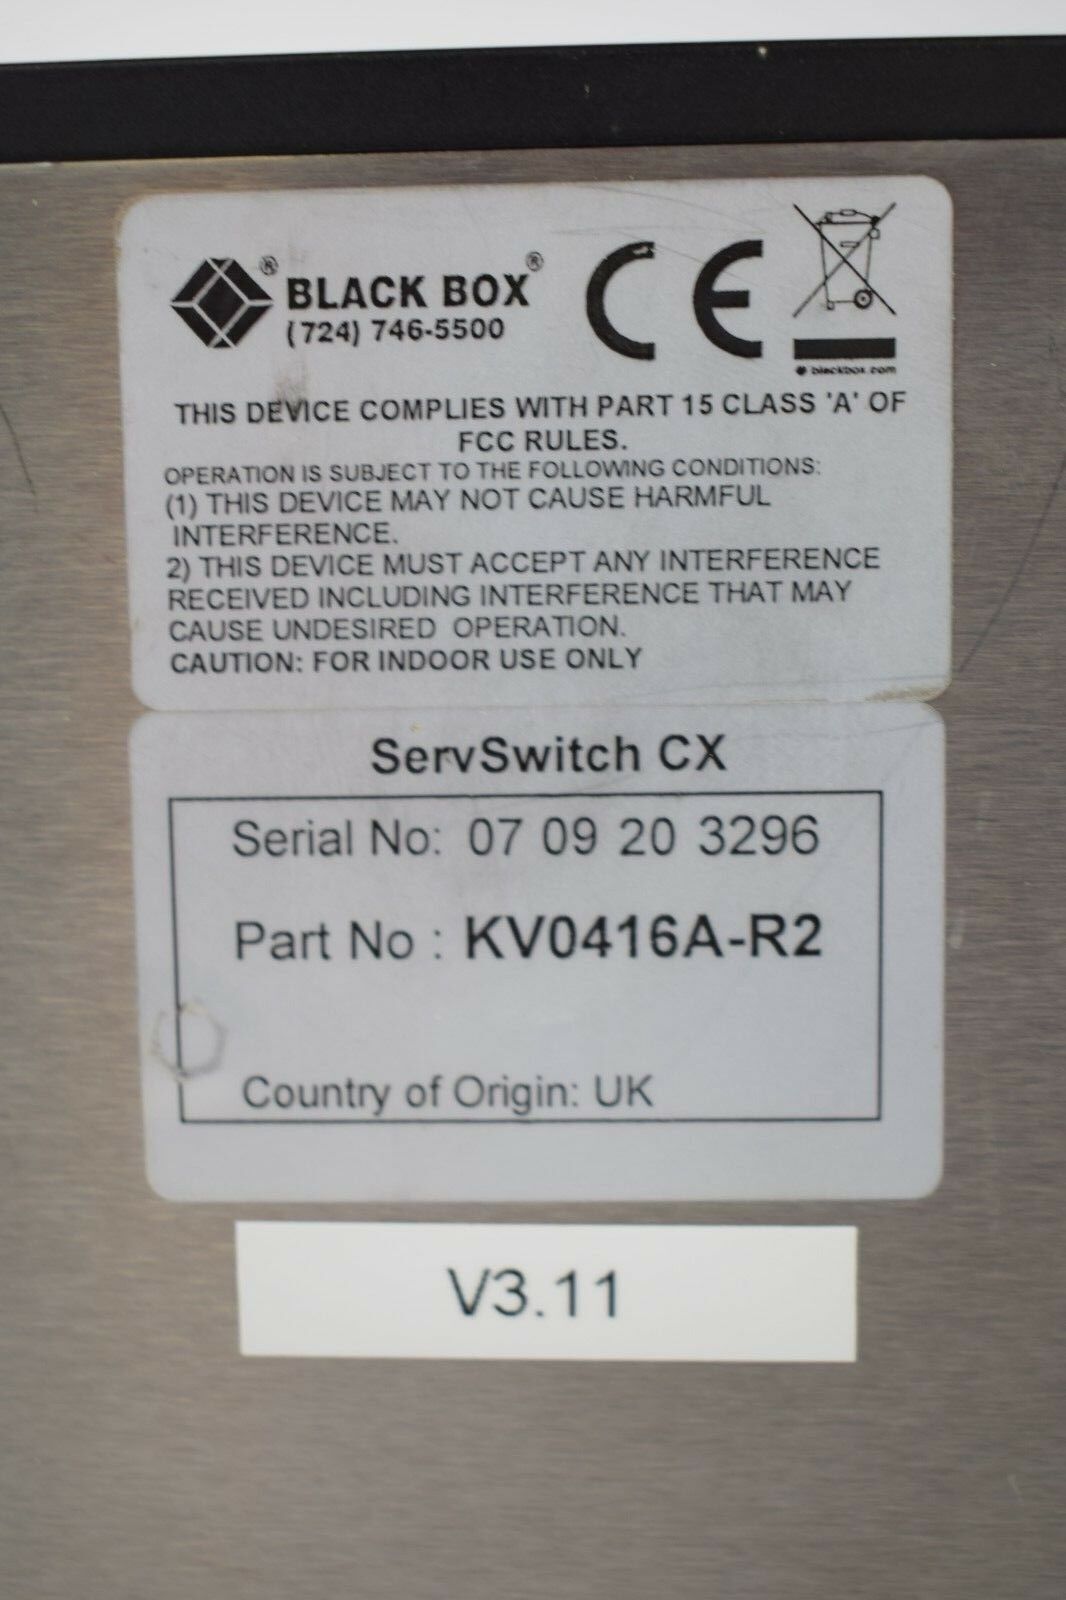 ® BLACK BOX®
(724) 746-5500
CE
blackbox.com
THIS DEVICE COMPLIES WITH PART 15 CLASS 'A' OF
FCC RULES.
OPERATION IS SUBJECT TO THE FOLLOWING CONDITIONS:
(1) THIS DEVICE MAY NOT CAUSE HARMFUL
INTERFERENCE.
2) THIS DEVICE MUST ACCEPT ANY INTERFERENCE
RECEIVED INCLUDING INTERFERENCE THAT MAY
CAUSE UNDESIRED OPERATION.
CAUTION: FOR INDOOR USE ONLY
ServSwitch CX
Serial No: 07 09 20 3296
Part No : KV0416A-R2
Country of Origin: UK
V3.11